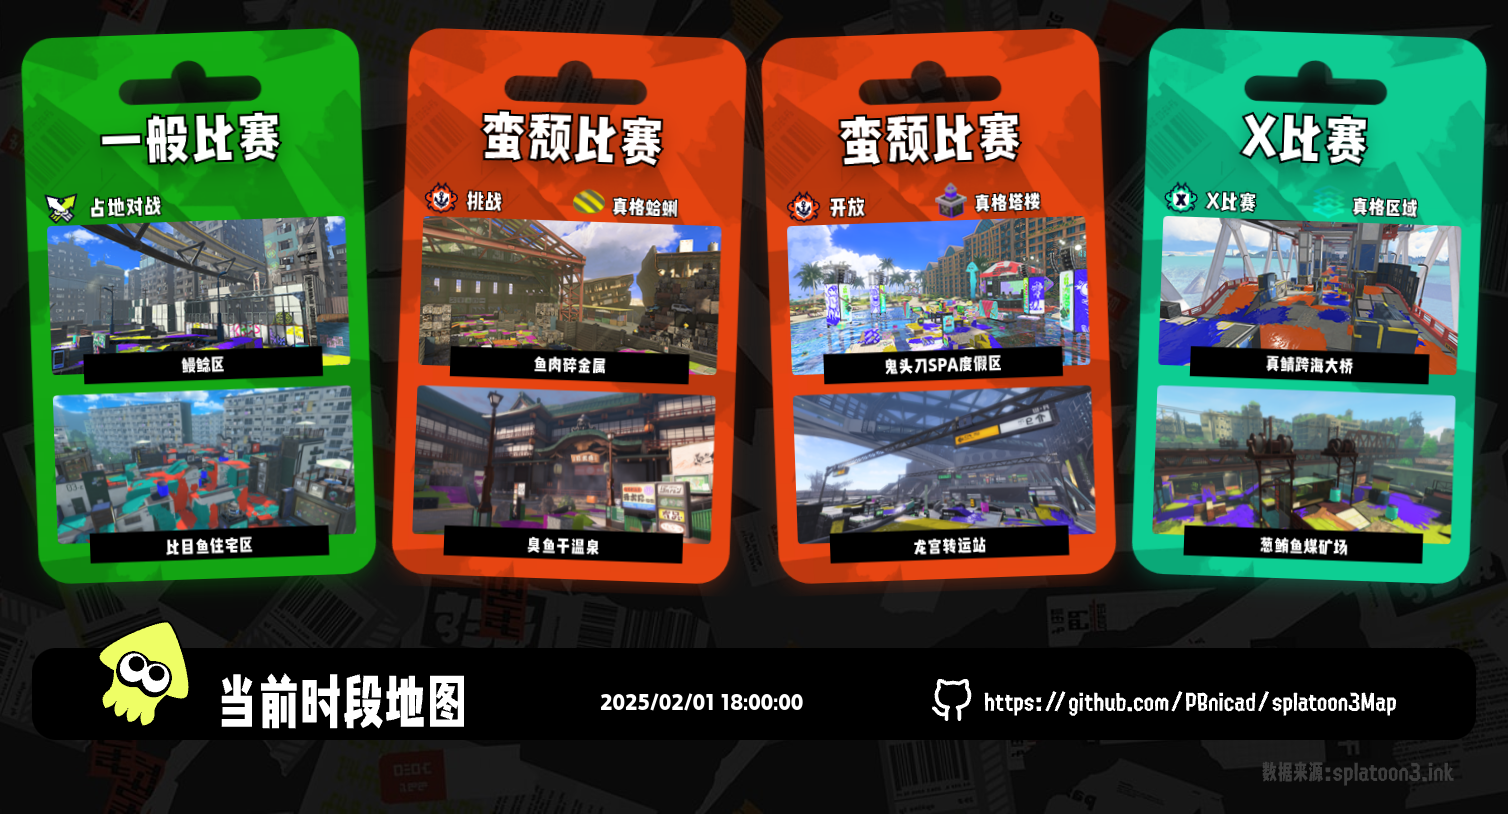 一般比赛
占地对战
鳗鲶区
比目鱼住宅区
蛮颓比赛
挑战
真格蛤蜊
鱼肉碎金属
臭鱼干温泉
蛮颓比赛
开放
真格塔楼
鬼头刀SPA度假区
龙宫转运站
X比赛
X比赛
真格区域
真鲭跨海大桥
葱鲔鱼煤矿场
当前时段地图
2025/02/01 18:00:00
https://github.com/PBnicad/splatoon3Map
数据来源:splatoon3.ink